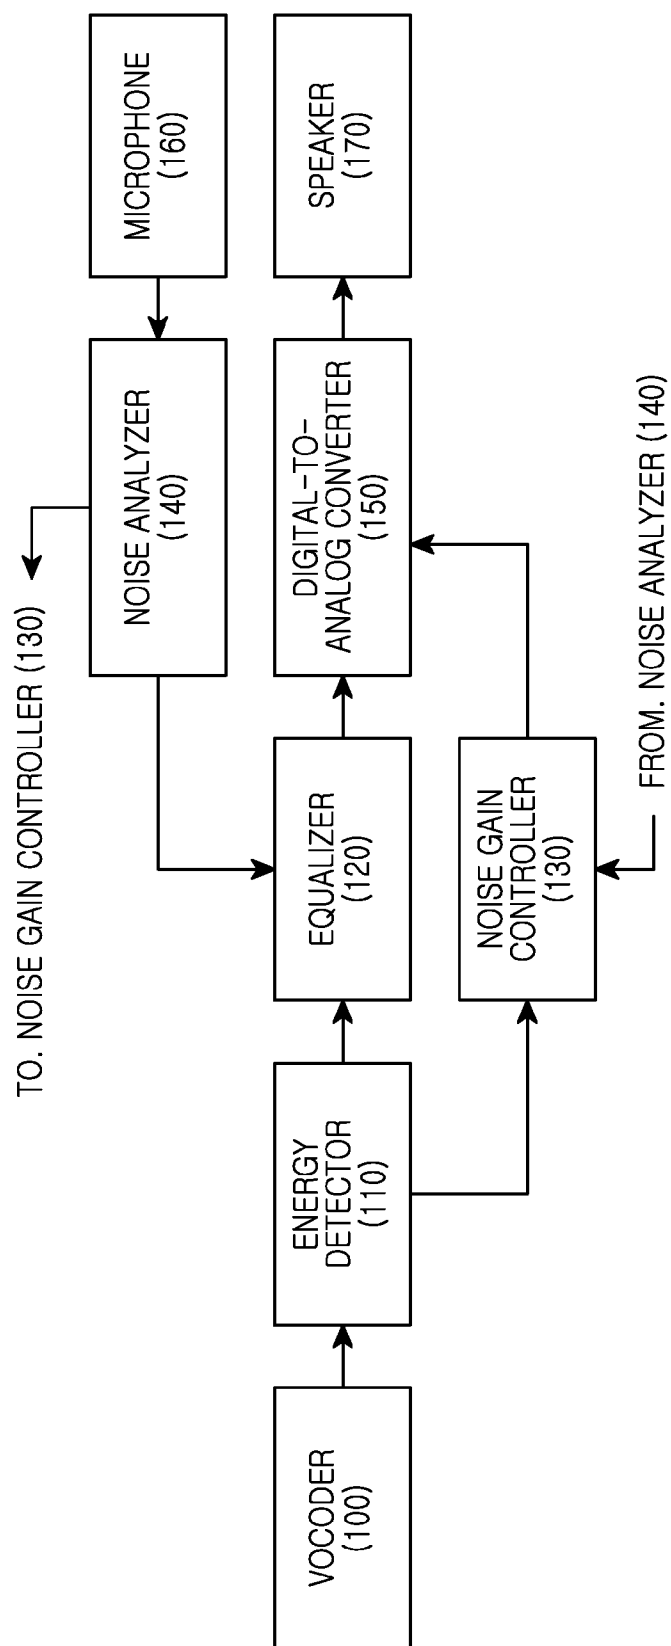 TO. NOISE GAIN CONTROLLER (130)
NOISE ANALYZER
(140)
MICROPHONE
(160)
VOCODER
(100)
ENERGY
DETECTOR
(110)
EQUALIZER
(120)
DIGITAL-TO-
ANALOG CONVERTER
(150)
SPEAKER
(170)
NOISE GAIN
CONTROLLER
(130)
FROM. NOISE ANALYZER (140)